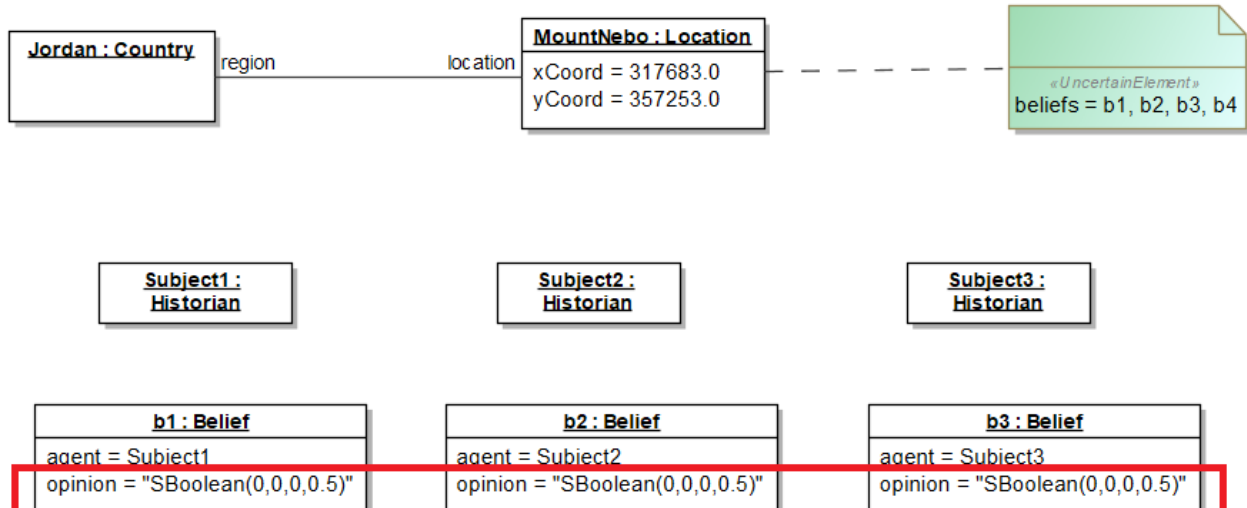 Jordan : Country
region
location
MountNebo : Location
xCoord = 317683.0
yCoord = 357253.0
«UncertainElement»
beliefs = b1, b2, b3, b4
Subject1 :
Historian
Subject2 :
Historian
Subject3 :
Historian
b1 : Belief
agent = Subject1
opinion = "SBoolean(0,0,0,0.5)"
b2 : Belief
agent = Subject2
opinion = "SBoolean(0,0,0,0.5)"
b3 : Belief
agent = Subject3
opinion = "SBoolean(0,0,0,0.5)"